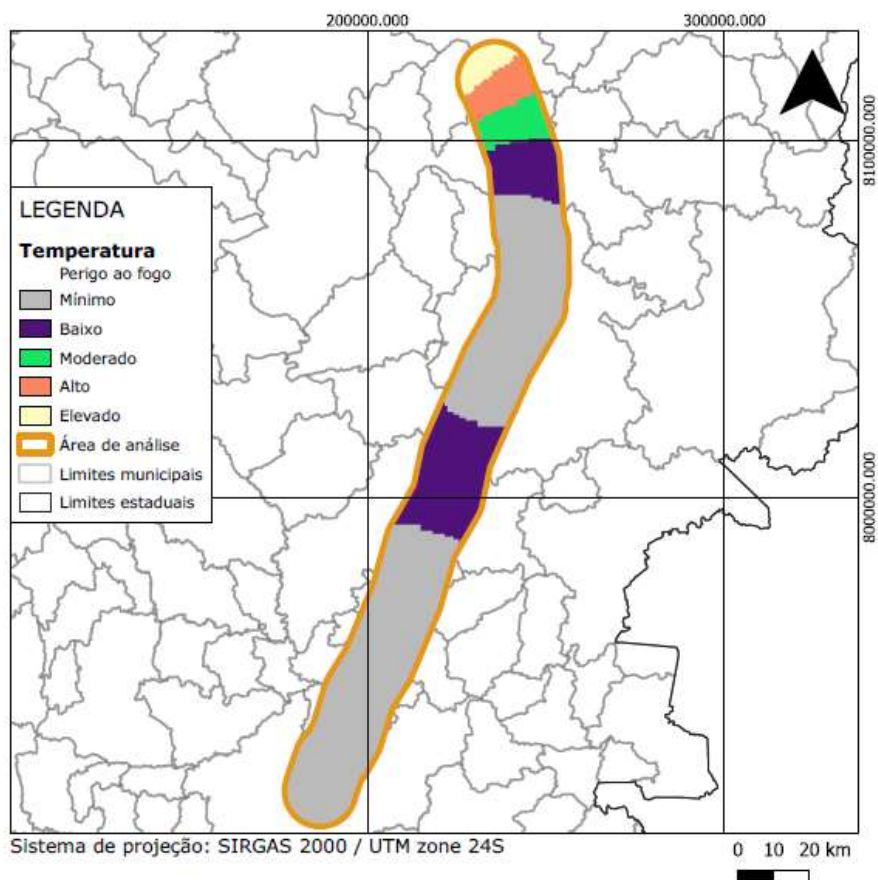 200000.000 300000.000
8100000.000
LEGENDA
Temperatura
Perigo ao fogo
Mínimo
Baixo
Moderado
Alto
Elevado
Área de análise
Limites municipais
Limites estaduais
8000000.000
Sistema de projeção: SIRGAS 2000 / UTM zone 24S
0 10 20 km